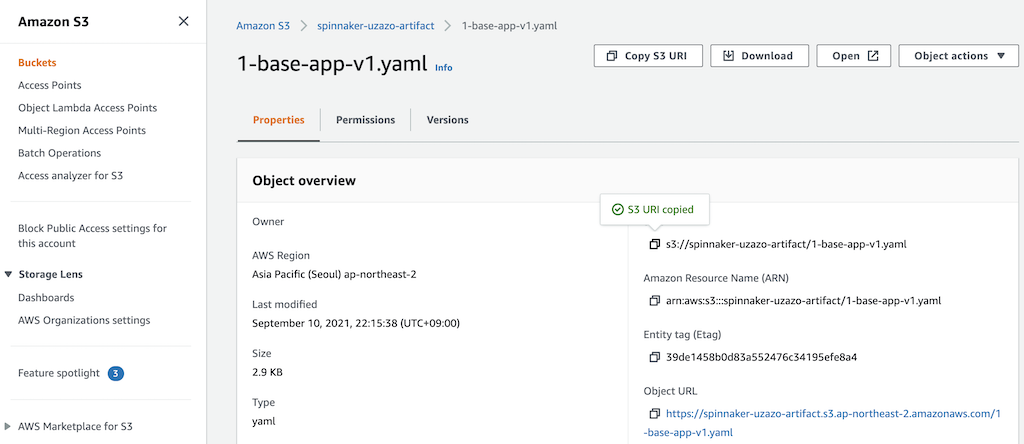 Amazon S3
Buckets
Access Points
Object Lambda Access Points
Multi-Region Access Points
Batch Operations
Access analyzer for S3
Block Public Access settings for
this account
Storage Lens
Dashboards
AWS Organizations settings
Feature spotlight 3
AWS Marketplace for S3
Amazon S3 > spinnaker-uzazo-artifact > 1-base-app-v1.yaml
1-base-app-v1.yaml Info
Copy S3 URI Download Open Object actions
Properties Permissions Versions
Object overview
Owner
AWS Region
Asia Pacific (Seoul) ap-northeast-2
Last modified
September 10, 2021, 22:15:38 (UTC+09:00)
Size
2.9 KB
Type
yaml
S3 URI copied
s3://spinnaker-uzazo-artifact/1-base-app-v1.yaml
Amazon Resource Name (ARN)
arn:aws:s3:::spinnaker-uzazo-artifact/1-base-app-v1.yaml
Entity tag (Etag)
39de1458b0d83a552476c34195efe8a4
Object URL
https://spinnaker-uzazo-artifact.s3.ap-northeast-2.amazonaws.com/1
-base-app-v1.yaml